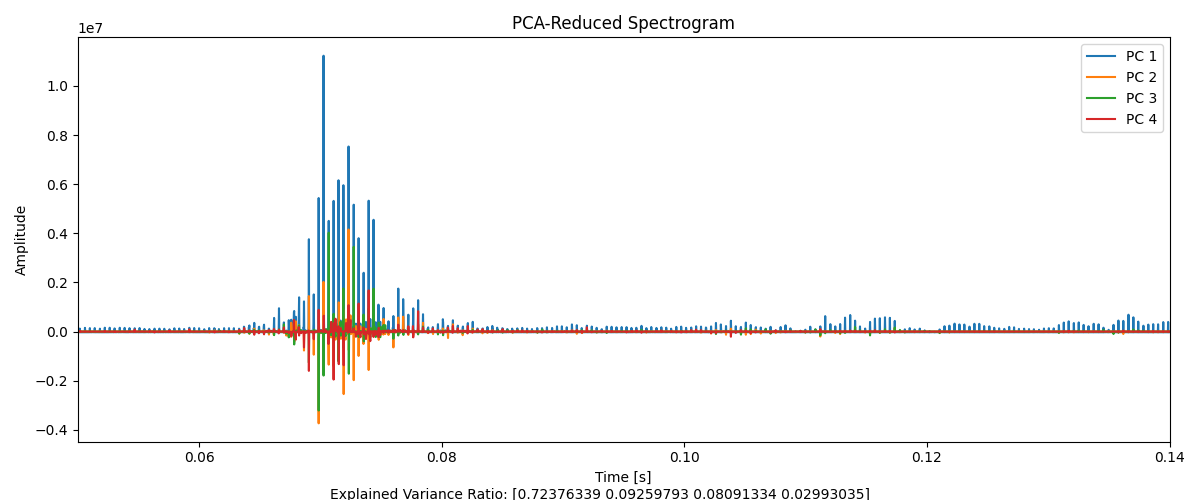 PCA-Reduced Spectrogram
1e7
PC 1
PC 2
PC 3
PC 4
Amplitude
1.0
0.8
0.6
0.4
0.2
0.0
−0.2
−0.4
0.06
0.08
0.10
0.12
0.14
Time [s]
Explained Variance Ratio: [0.72376339 0.09259793 0.08091334 0.02993035]